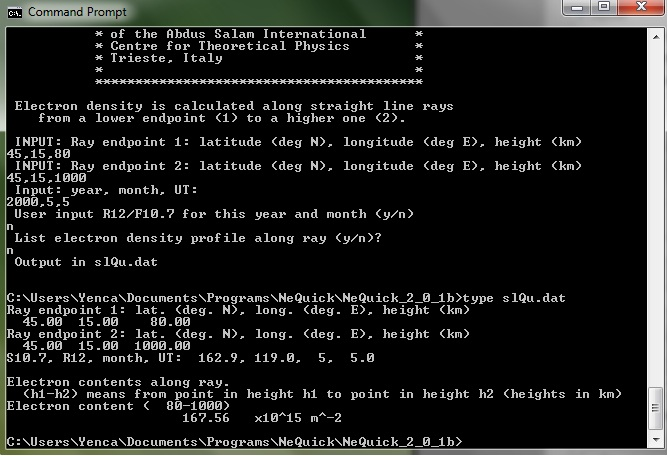 Command Prompt
* of the Abdus Salam International *
* Centre for Theoretical Physics *
* Trieste, Italy *
* *
*****************************************
Electron density is calculated along straight line rays
from a lower endpoint (1) to a higher one (2).
INPUT: Ray endpoint 1: latitude (deg N), longitude (deg E), height (km)
45,15,80
INPUT: Ray endpoint 2: latitude (deg N), longitude (deg E), height (km)
45,15,1000
Input: year, month, UT:
2000,5,5
User input R12/F10.7 for this year and month (y/n)
n
List electron density profile along ray (y/n)?
n
Output in slQu.dat
C:\Users\Yenca\Documents\Programs\NeQuick\NeQuick_2_0_1b>type slQu.dat
Ray endpoint 1: lat. (deg. N), long. (deg. E), height (km)
45.00 15.00 80.00
Ray endpoint 2: lat. (deg. N), long. (deg. E), height (km)
45.00 15.00 1000.00
S10.7, R12, month, UT: 162.9, 119.0, 5, 5.0
Electron contents along ray.
(h1-h2) means from point in height h1 to point in height h2 (heights in km)
Electron content ( 80-1000)
167.56 x10^15 m^-2
C:\Users\Yenca\Documents\Programs\NeQuick\NeQuick_2_0_1b>